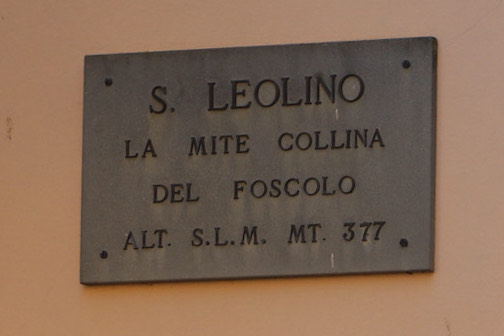 S. LEOLINO
LA MITE COLLINA
DEL FOSCOLO
ALT. S.L.M. MT. 377